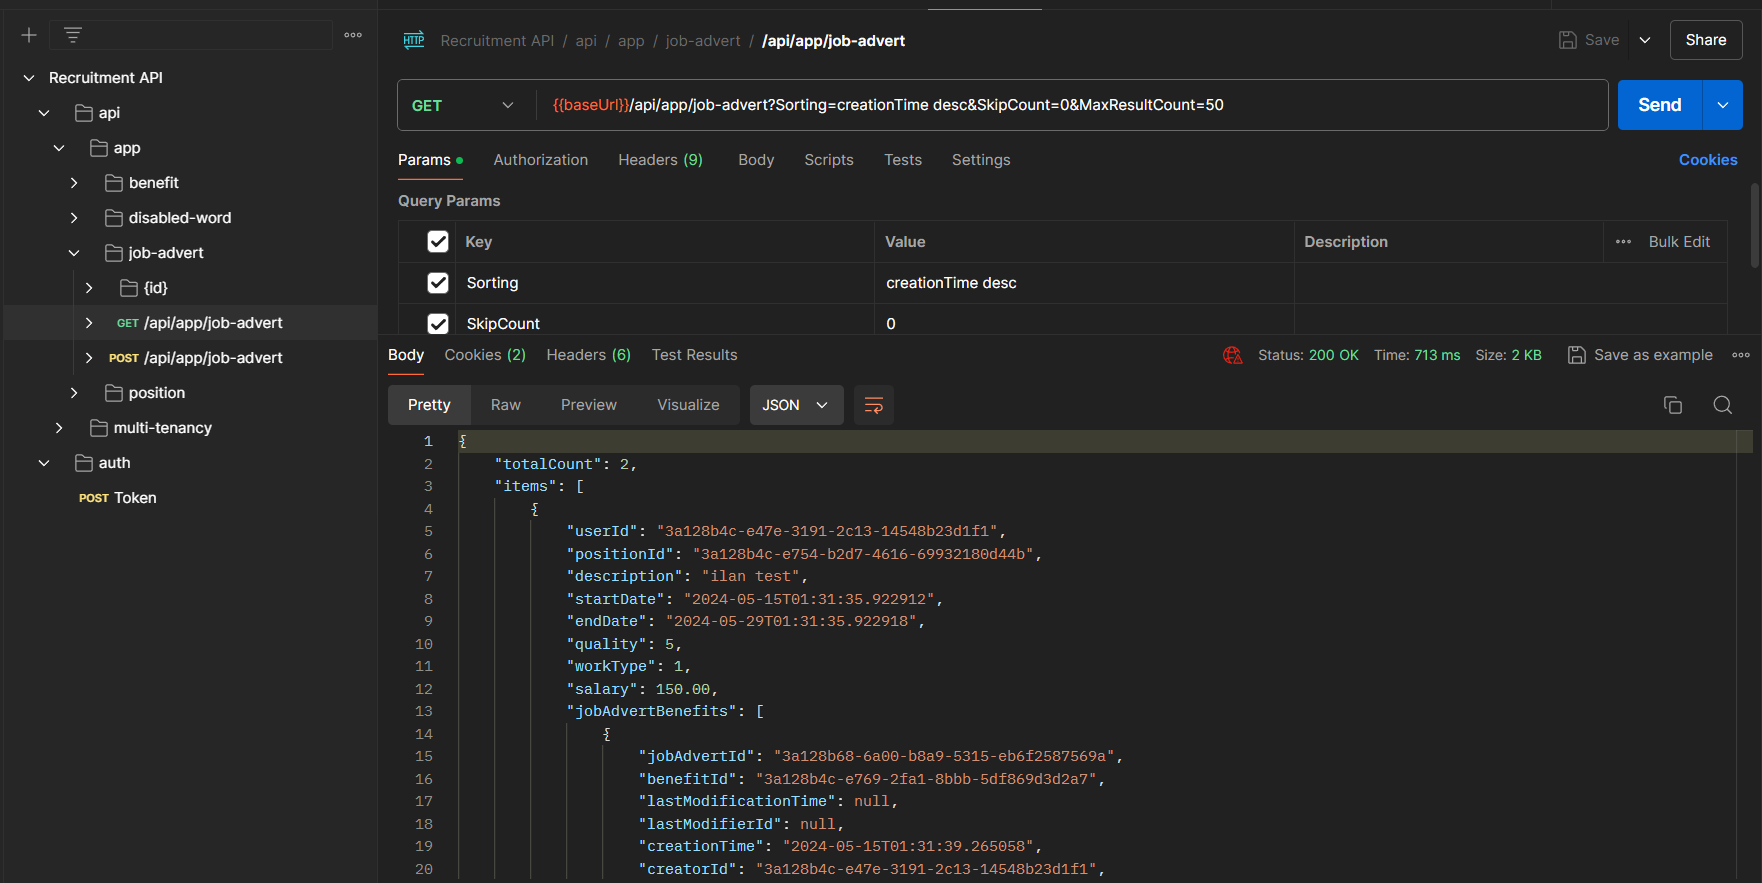 Recruitment API
api
app
benefit
disabled-word
job-advert
{id}
GET /api/app/job-advert
POST /api/app/job-advert
position
multi-tenancy
auth
POST Token
HTTP Recruitment API / api / app / job-advert / /api/app/job-advert
Save
Share
GET {{baseUrl}}/api/app/job-advert?Sorting=creationTime desc&SkipCount=0&MaxResultCount=50
Send
Params Authorization Headers (9) Body Scripts Tests Settings
Cookies
Query Params
Key Value Description Bulk Edit
Sorting creationTime desc
SkipCount 0
Body Cookies (2) Headers (6) Test Results
Status: 200 OK Time: 713 ms Size: 2 KB Save as example
Pretty Raw Preview Visualize JSON
1 {
2 "totalCount": 2,
3 "items": [
4 {
5 "userId": "3a128b4c-e47e-3191-2c13-14548b23d1f1",
6 "positionId": "3a128b4c-e754-b2d7-4616-69932180d44b",
7 "description": "ilan test",
8 "startDate": "2024-05-15T01:31:35.922912",
9 "endDate": "2024-05-29T01:31:35.922918",
10 "quality": 5,
11 "workType": 1,
12 "salary": 150.00,
13 "jobAdvertBenefits": [
14 {
15 "jobAdvertId": "3a128b68-6a00-b8a9-5315-eb6f2587569a",
16 "benefitId": "3a128b4c-e769-2fa1-8bbb-5df869d3d2a7",
17 "lastModificationTime": null,
18 "lastModifierId": null,
19 "creationTime": "2024-05-15T01:31:39.265058",
20 "creatorId": "3a128b4c-e47e-3191-2c13-14548b23d1f1",